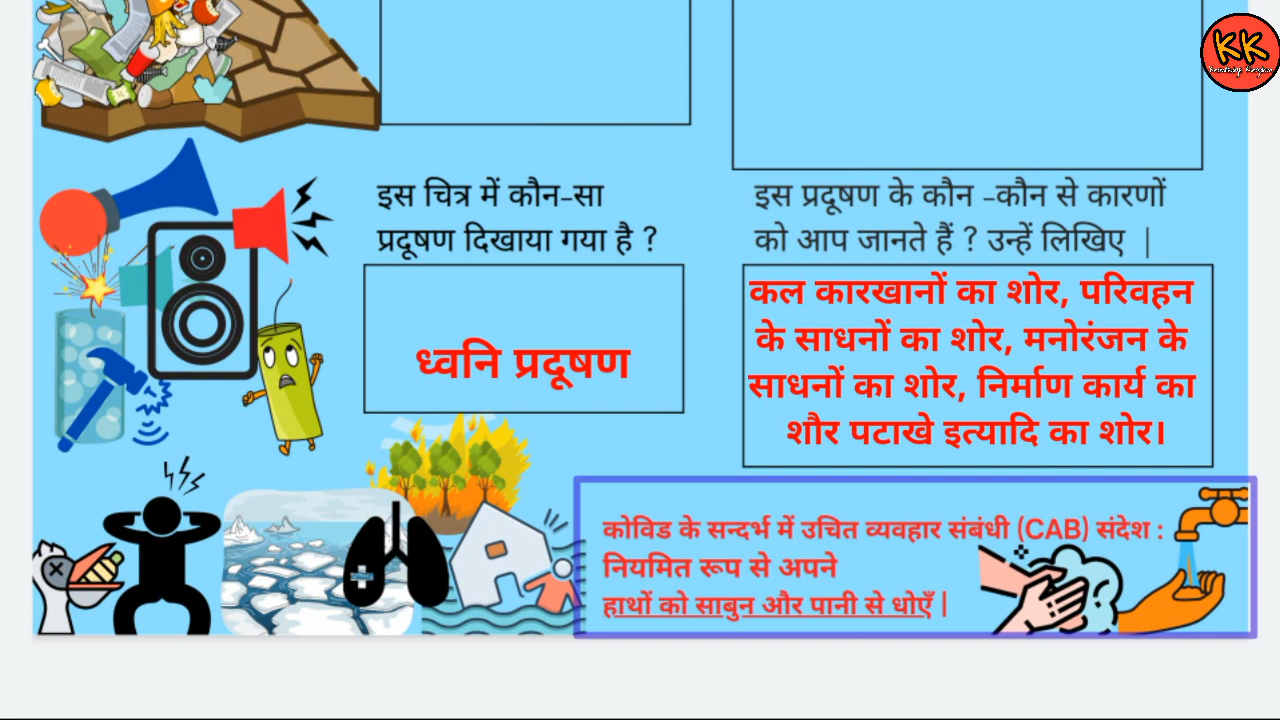 KK
इस चित्र में कौन-सा
प्रदूषण दिखाया गया है ?
ध्वनि प्रदूषण
इस प्रदूषण के कौन -कौन से कारणों
को आप जानते हैं ? उन्हें लिखिए |
कल कारखानों का शोर, परिवहन
के साधनों का शोर, मनोरंजन के
साधनों का शोर, निर्माण कार्य का
शौर पटाखे इत्यादि का शोर।
कोविड के सन्दर्भ में उचित व्यवहार संबंधी (CAB) संदेश :
नियमित रूप से अपने
हाथों को साबुन और पानी से धोएँ |